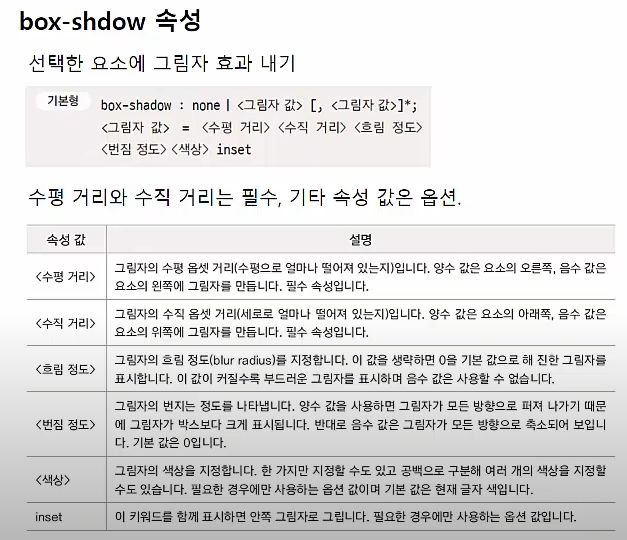 box-shdow 속성
선택한 요소에 그림자 효과 내기
기본형
box-shadow : none | <그림자 값> [, <그림자 값>]*;
<그림자 값> = <수평 거리> <수직 거리> <흐림 정도>
<번짐 정도> <색상> inset
수평 거리와 수직 거리는 필수, 기타 속성 값은 옵션.
속성 값 설명
<수평 거리> 그림자의 수평 옵셋 거리(수평으로 얼마나 떨어져 있는지)입니다. 양수 값은 요소의 오른쪽, 음수 값은
요소의 왼쪽에 그림자를 만듭니다. 필수 속성입니다.
<수직 거리> 그림자의 수직 옵셋 거리(세로로 얼마나 떨어져 있는지)입니다. 양수 값은 요소의 아래쪽, 음수 값은
요소의 위쪽에 그림자를 만듭니다. 필수 속성입니다.
<흐림 정도> 그림자의 흐림 정도(blur radius)를 지정합니다. 이 값을 생략하면 0을 기본 값으로 해 진한 그림자를
표시합니다. 이 값이 커질수록 부드러운 그림자를 표시하며 음수 값은 사용할 수 없습니다.
<번짐 정도> 그림자의 번지는 정도를 나타냅니다. 양수 값을 사용하면 그림자가 모든 방향으로 퍼져 나가기 때문
에 그림자가 박스보다 크게 표시됩니다. 반대로 음수 값은 그림자가 모든 방향으로 축소되어 보입니
다. 기본 값은 0입니다.
<색상> 그림자의 색상을 지정합니다. 한 가지만 지정할 수도 있고 공백으로 구분해 여러 개의 색상을 지정할
수도 있습니다. 필요한 경우에만 사용하는 옵션 값이며 기본 값은 현재 글자 색입니다.
inset 이 키워드를 함께 표시하면 안쪽 그림자로 그립니다. 필요한 경우에만 사용하는 옵션 값입니다.